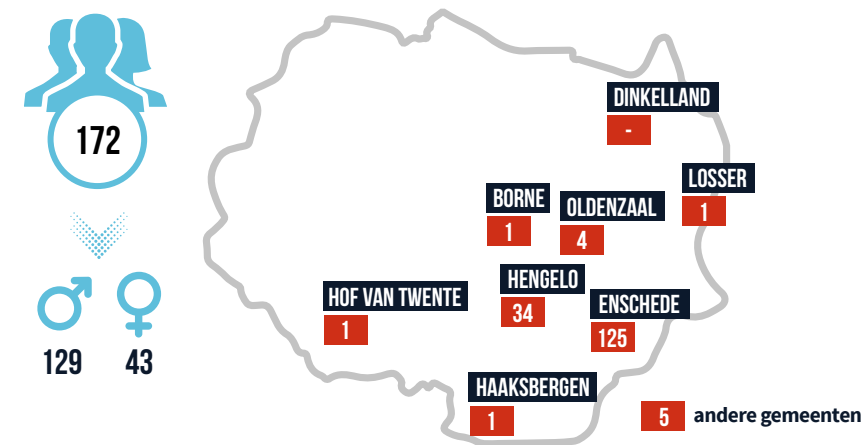 172
129
43
DINKELLAND
-
LOSSER
1
BORNE
1
OLDENZAAL
4
HENGELO
34
HOF VAN TWENTE
1
ENSCHEDE
125
HAAKSBERGEN
1
5 andere gemeenten